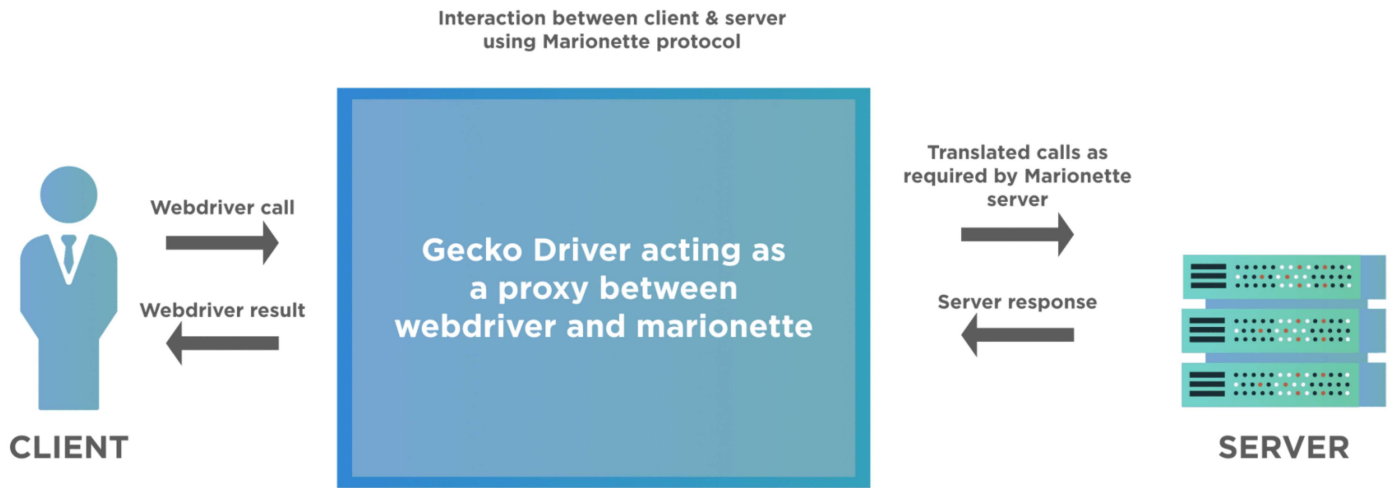 Interaction between client & server
using Marionette protocol
Webdriver call
Webdriver result
CLIENT
Gecko Driver acting as
a proxy between
webdriver and marionette
Translated calls as
required by Marionette
server
Server response
SERVER